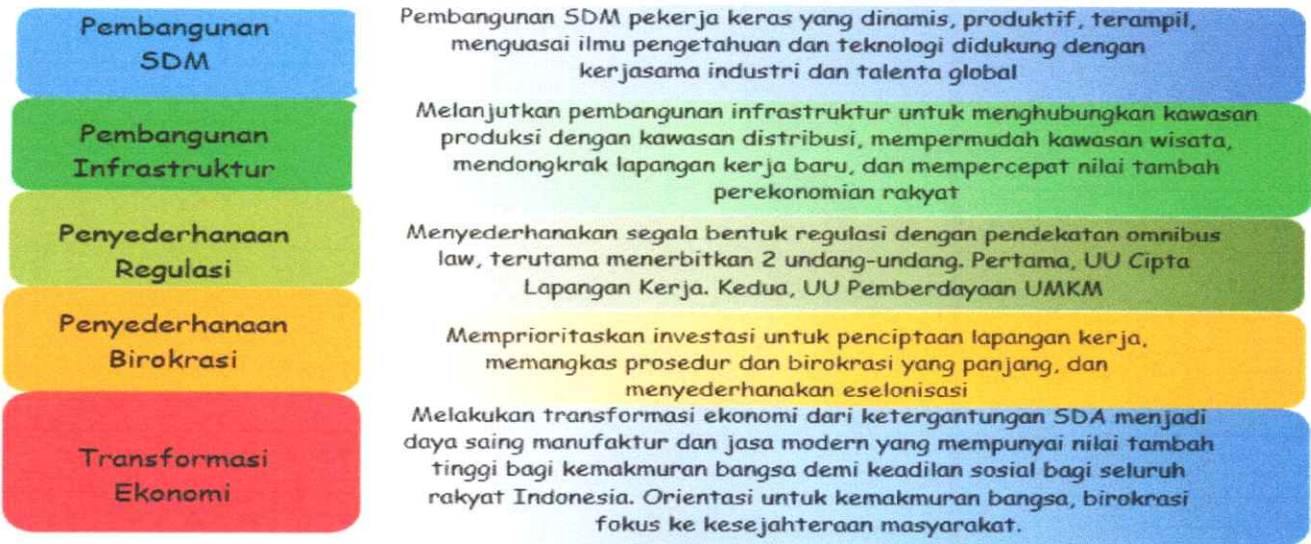 Pembangunan
SDM
Pembangunan SDM pekerja keras yang dinamis, produktif, terampil,
menguasai ilmu pengetahuan dan teknologi didukung dengan
kerjasama industri dan talenta global
Pembangunan
Infrastruktur
Melanjutkan pembangunan infrastruktur untuk menghubungkan kawasan
produksi dengan kawasan distribusi, mempermudah kawasan wisata,
mendongkrak lapangan kerja baru, dan mempercepat nilai tambah
perekonomian rakyat
Penyederhanaan
Regulasi
Menyederhanakan segala bentuk regulasi dengan pendekatan omnibus
law, terutama menerbitkan 2 undang-undang. Pertama, UU Cipta
Lapangan Kerja. Kedua, UU Pemberdayaan UMKM
Penyederhanaan
Birokrasi
Memprioritaskan investasi untuk penciptaan lapangan kerja,
memangkas prosedur dan birokrasi yang panjang, dan
menyederhanakan eselonisasi
Transformasi
Ekonomi
Melakukan transformasi ekonomi dari ketergantungan SDA menjadi
daya saing manufaktur dan jasa modern yang mempunyai nilai tambah
tinggi bagi kemakmuran bangsa demi keadilan sosial bagi seluruh
rakyat Indonesia. Orientasi untuk kemakmuran bangsa, birokrasi
fokus ke kesejahteraan masyarakat.